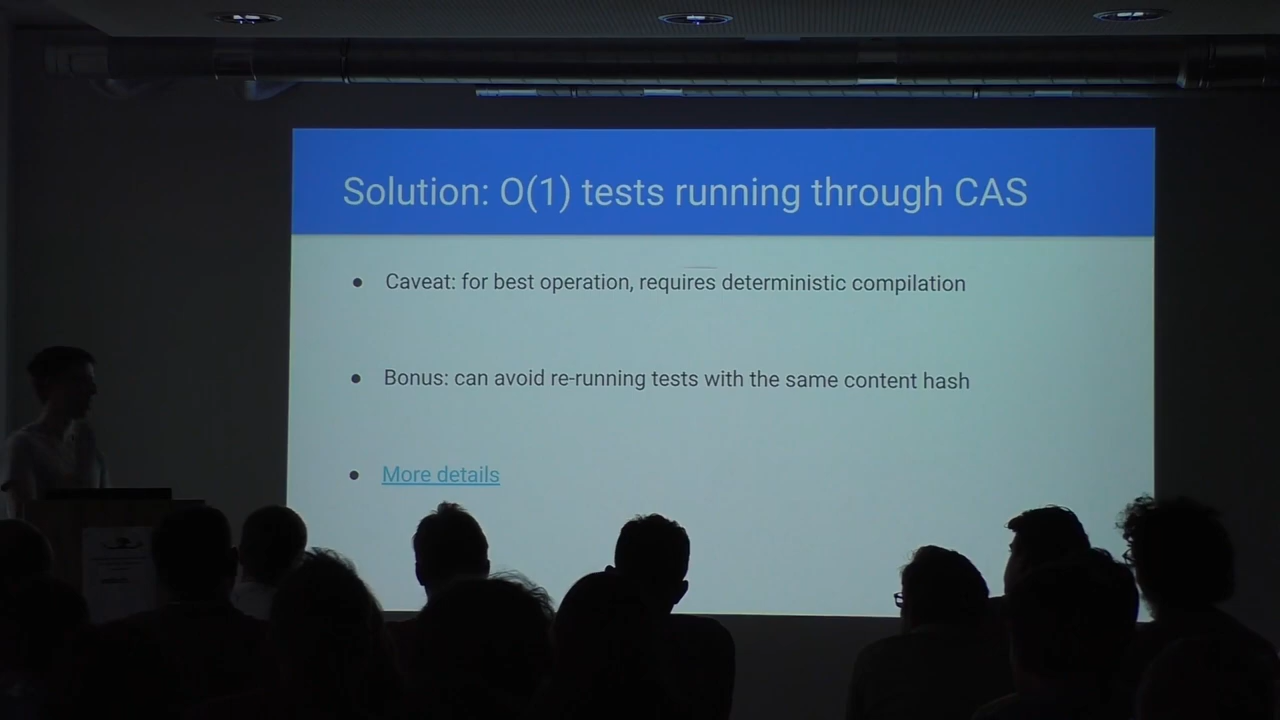 Solution: O(1) tests running through CAS
Caveat: for best operation, requires deterministic compilation
Bonus: can avoid re-running tests with the same content hash
More details